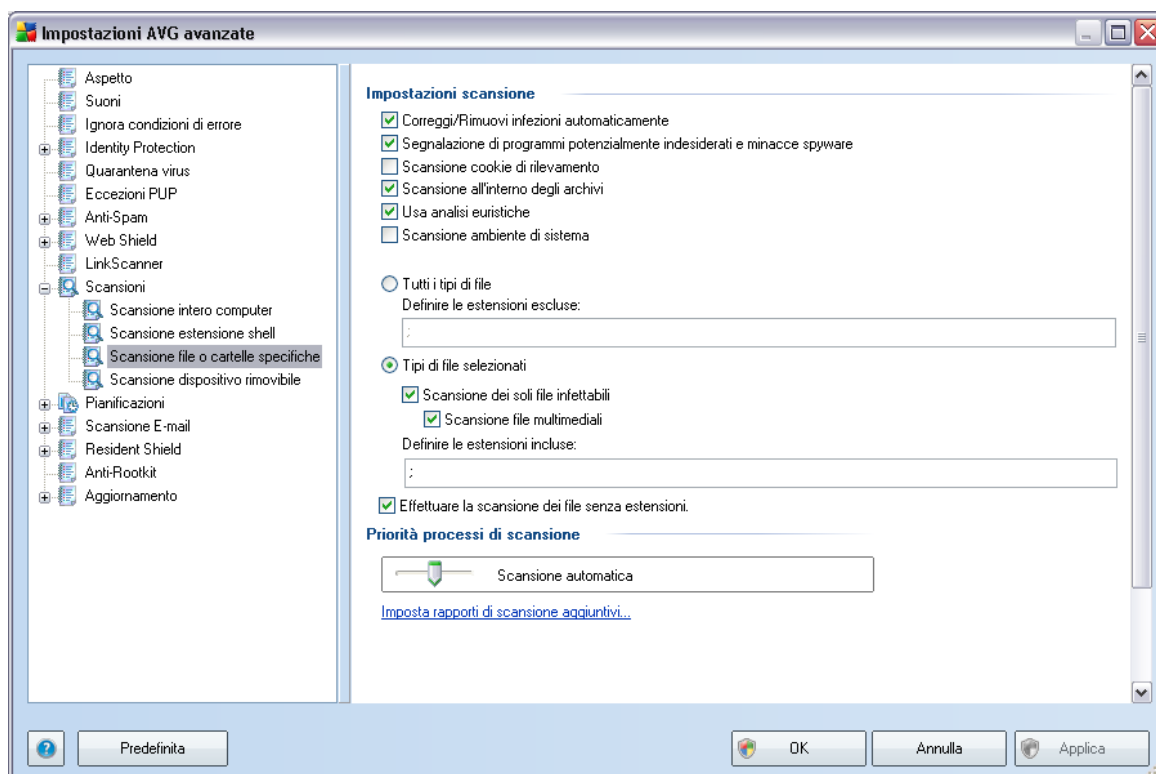 Impostazioni AVG avanzate
Aspetto
Suoni
Ignora condizioni di errore
Identity Protection
Quarantena virus
Eccezioni PUP
Anti-Spam
Web Shield
LinkScanner
Scansioni
Scansione intero computer
Scansione estensione shell
Scansione file o cartelle specifiche
Scansione dispositivo rimovibile
Pianificazioni
Scansione E-mail
Resident Shield
Anti-Rootkit
Aggiornamento
Impostazioni scansione
Correggi/Rimuovi infezioni automaticamente
Segnalazione di programmi potenzialmente indesiderati e minacce spyware
Scansione cookie di rilevamento
Scansione all'interno degli archivi
Usa analisi euristiche
Scansione ambiente di sistema
Tutti i tipi di file
Definire le estensioni escluse:
;
Tipi di file selezionati
Scansione dei soli file infettabili
Scansione file multimediali
Definire le estensioni incluse:
;
Effettuare la scansione dei file senza estensioni.
Priorità processi di scansione
Scansione automatica
Imposta rapporti di scansione aggiuntivi...
Predefinita
OK
Annulla
Applica